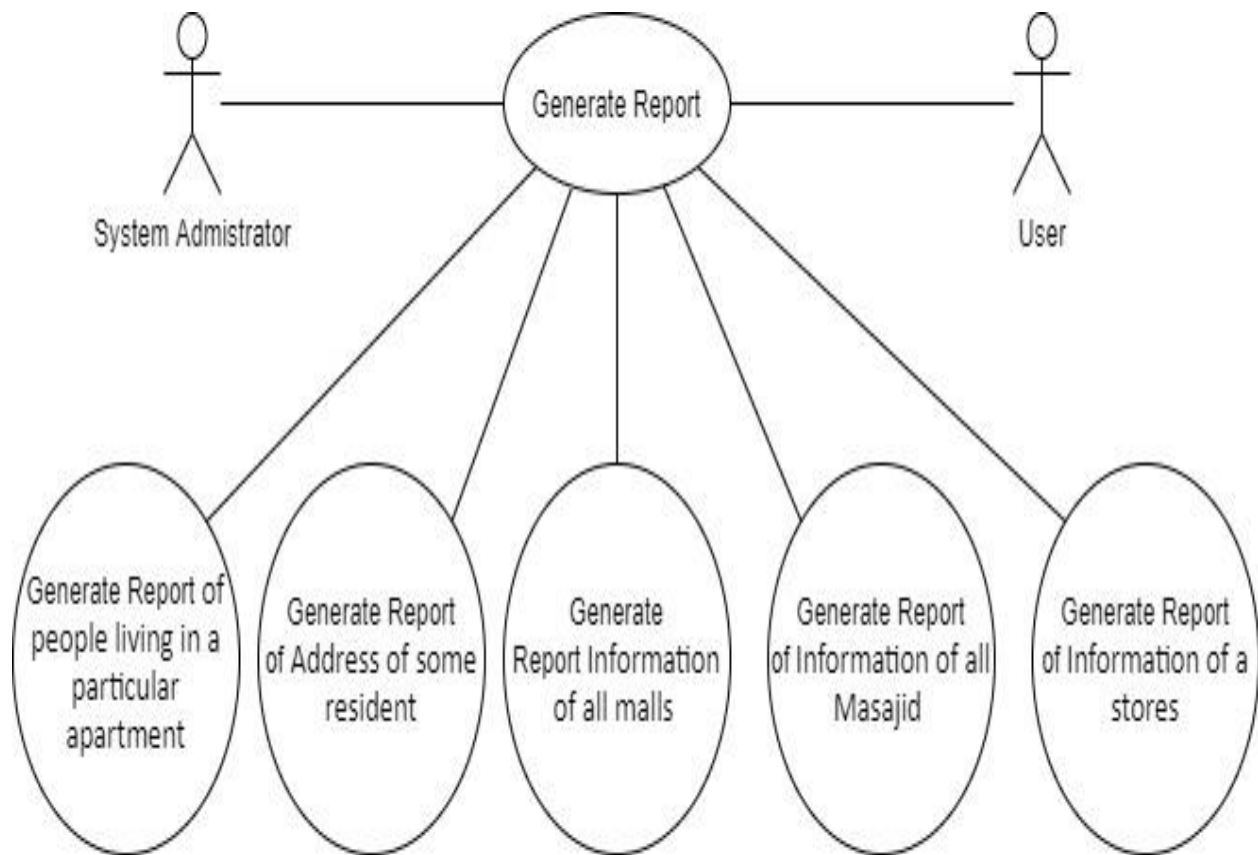 Generate Report
System Admistrator
User
Generate Report of
people living in a
particular
apartment
Generate Report
of Address of some
resident
Generate
Report Information
of all malls
Generate Report
of Information of all
Masajid
Generate Report
of Information of a
stores